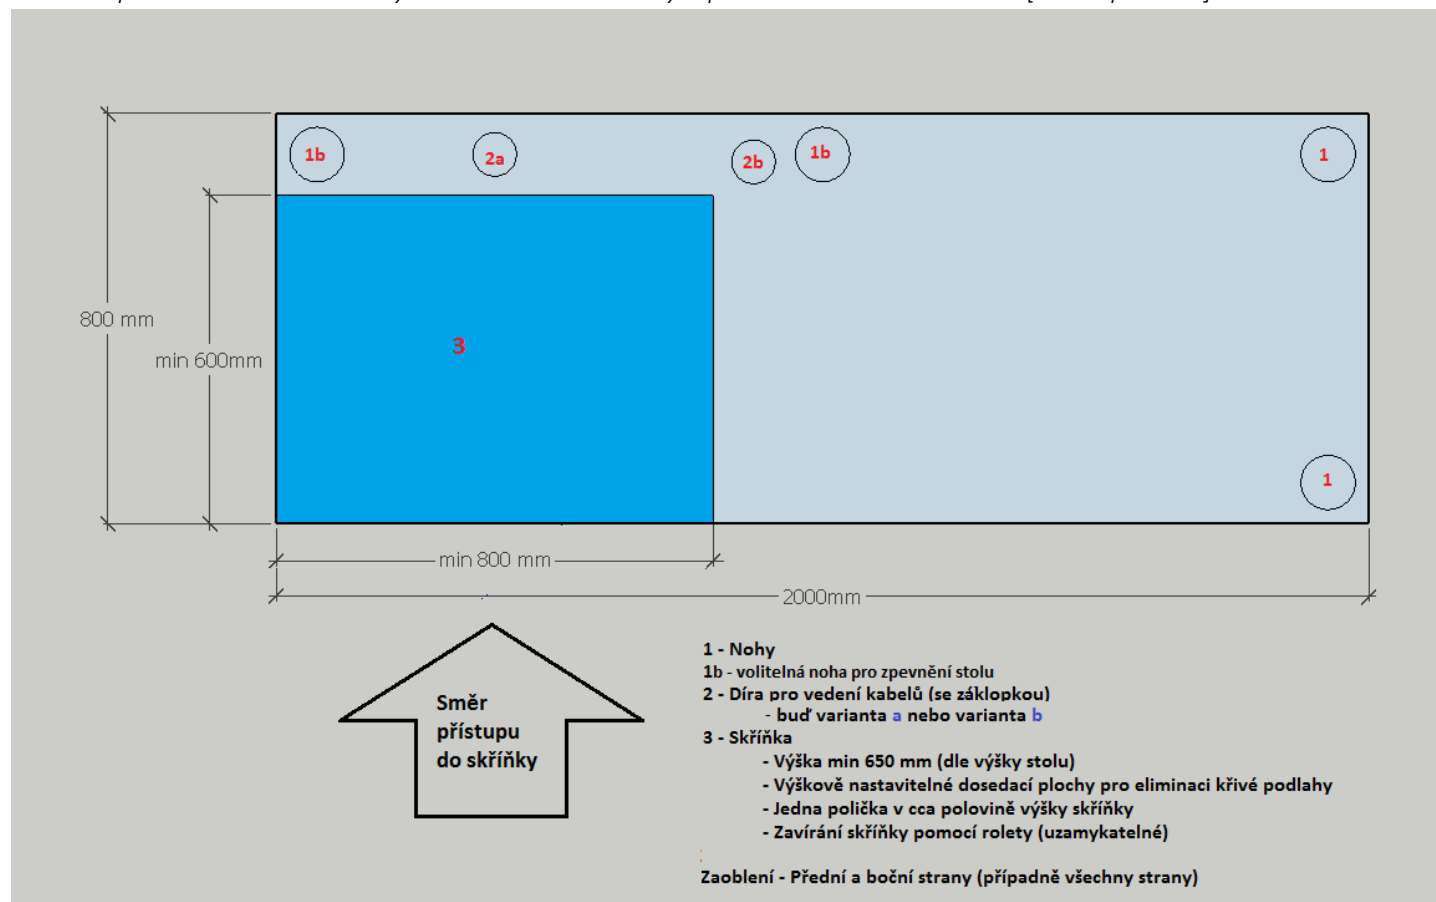 1b
2a
2b
1b
1
800 mm
min 600mm
3
1
min 800 mm
2000mm
Směr
přístupu
do skříňky
1 - Nohy
1b - volitelná noha pro zpevnění stolu
2 - Díra pro vedení kabelů (se záklopkou)
- buď varianta a nebo varianta b
3 - Skříňka
- Výška min 650 mm (dle výšky stolu)
- Výškově nastavitelné dosedací plochy pro eliminaci křivé podlahy
- Jedna polička v cca polovině výšky skříňky
- Zavírání skříňky pomocí rolety (uzamykatelné)
Zaoblení - Přední a boční strany (případně všechny strany)